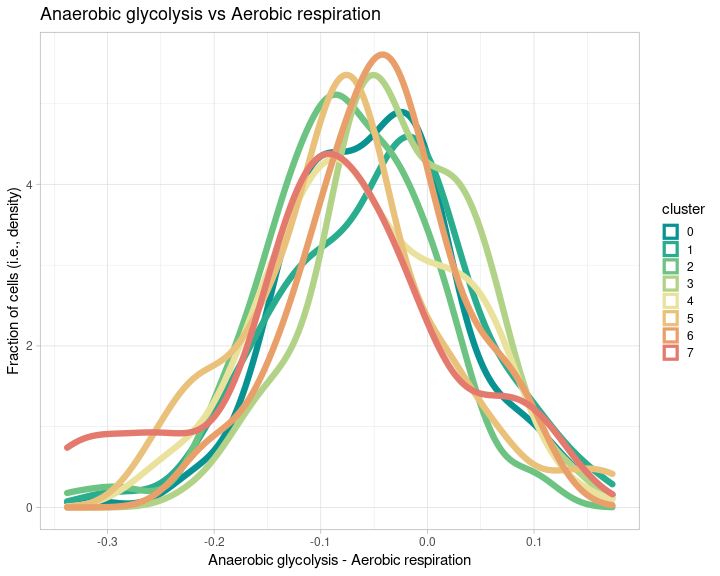 Anaerobic glycolysis vs Aerobic respiration
Fraction of cells (i.e., density)
4
2
0
-0.3 -0.2 -0.1 0.0 0.1
Anaerobic glycolysis - Aerobic respiration
cluster
0
1
2
3
4
5
6
7